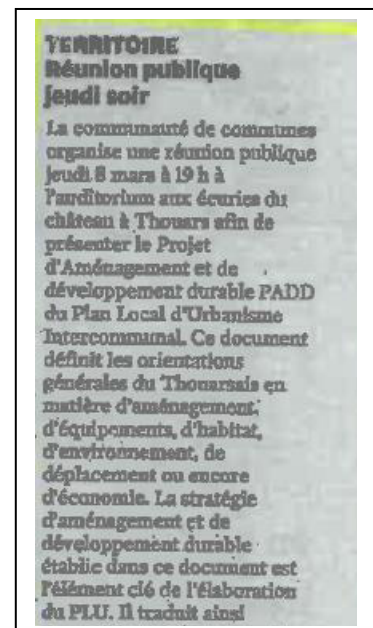 TERRITOIRE
Réunion publique
jeudi soir
La communauté de communes
organise une réunion publique
jeudi 8 mars à 19 h à
l'auditorium aux écuries du
château à Thouars afin de
présenter le Projet
d'Aménagement et de
développement durable PADD
du Plan Local d'Urbanisme
Intercommunal. Ce document
définit les orientations
générales du Thouarsais en
matière d'aménagement,
d'équipements, d'habitat,
d'environnement, de
déplacement ou encore
d'économie. La stratégie
d'aménagement et de
développement durable
établie dans ce document est
l'élément clé de l'élaboration
du PLU. Il traduit ainsi